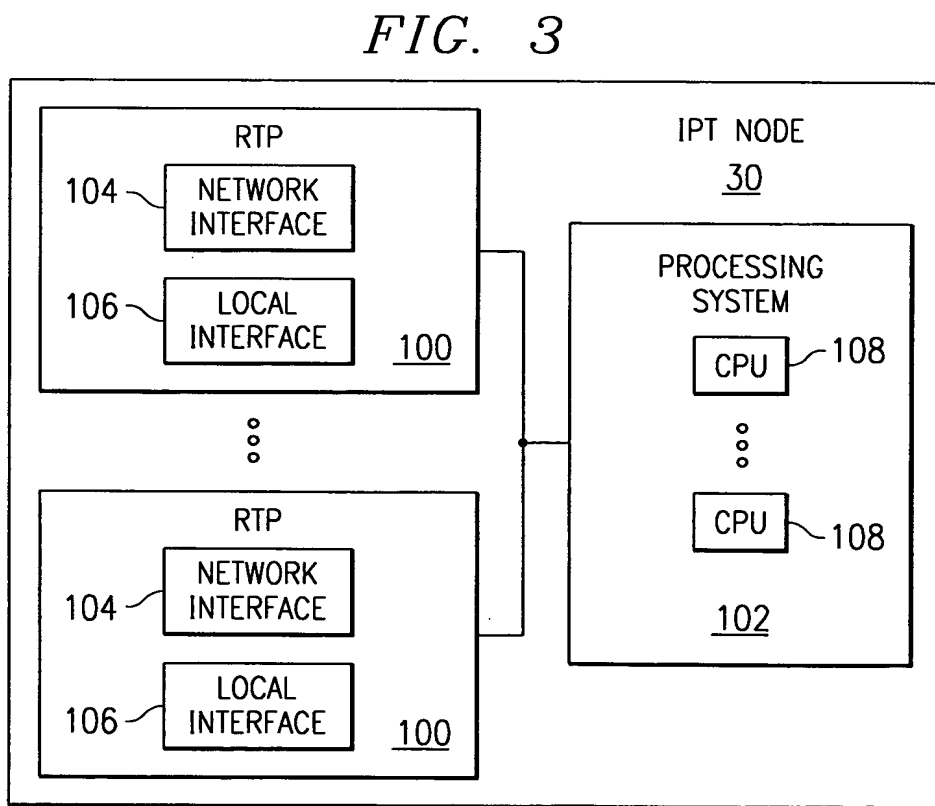 FIG. 3
RTP
104
NETWORK
INTERFACE
106
LOCAL
INTERFACE
100
RTP
104
NETWORK
INTERFACE
106
LOCAL
INTERFACE
100
IPT NODE
30
PROCESSING
SYSTEM
CPU
108
CPU
108
102